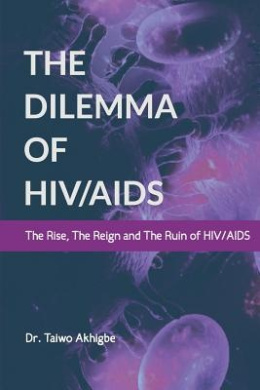 THE
DILEMMA
OF
HIV/AIDS
The Rise, The Reign and The Ruin of HIV/AIDS
Dr. Taiwo Akhigbe